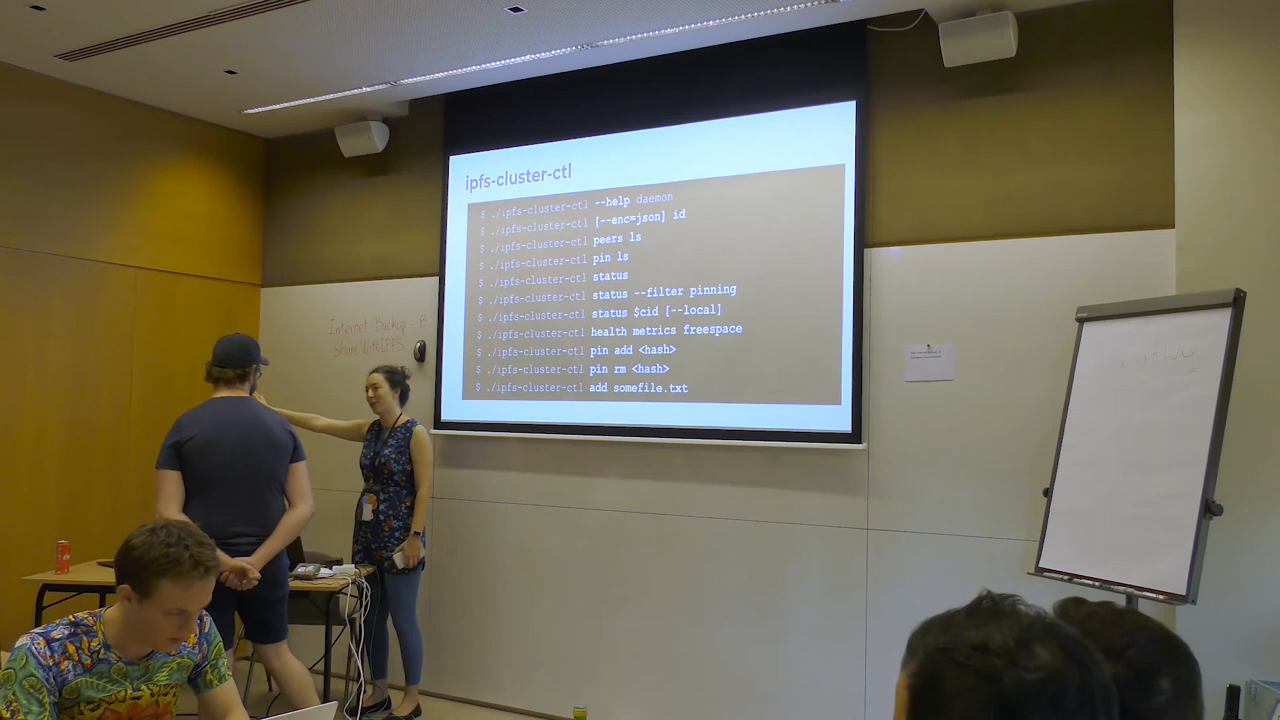 ipfs-cluster-ctl
$ ./ipfs-cluster-ctl --help daemon
$ ./ipfs-cluster-ctl [--enc=json] id
$ ./ipfs-cluster-ctl peers ls
$ ./ipfs-cluster-ctl pin ls
$ ./ipfs-cluster-ctl status
$ ./ipfs-cluster-ctl status --filter pinning
$ ./ipfs-cluster-ctl status $cid [--local]
$ ./ipfs-cluster-ctl health metrics freespace
$ ./ipfs-cluster-ctl pin add <hash>
$ ./ipfs-cluster-ctl pin rm <hash>
$ ./ipfs-cluster-ctl add somefile.txt
Internet Backup - B
Share With IPFS